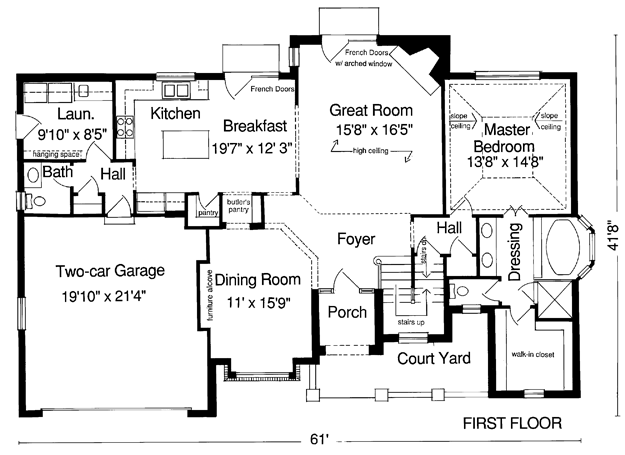 French Doors
w/ arched window
French Doors
Laun.
9'10" x 8'5"
hanging space
Kitchen
Breakfast
19'7" x 12' 3"
Great Room
15'8" x 16'5"
high ceiling
slope
ceiling
slope
ceiling
Master
Bedroom
13'8" x 14'8"
Bath
Hall
pantry
butler's
pantry
Foyer
Hall
stairs up
Dressing
Two-car Garage
19'10" x 21'4"
furniture alcove
Dining Room
11' x 15'9"
Porch
stairs up
Court Yard
walk-in closet
41'8"
FIRST FLOOR
61'